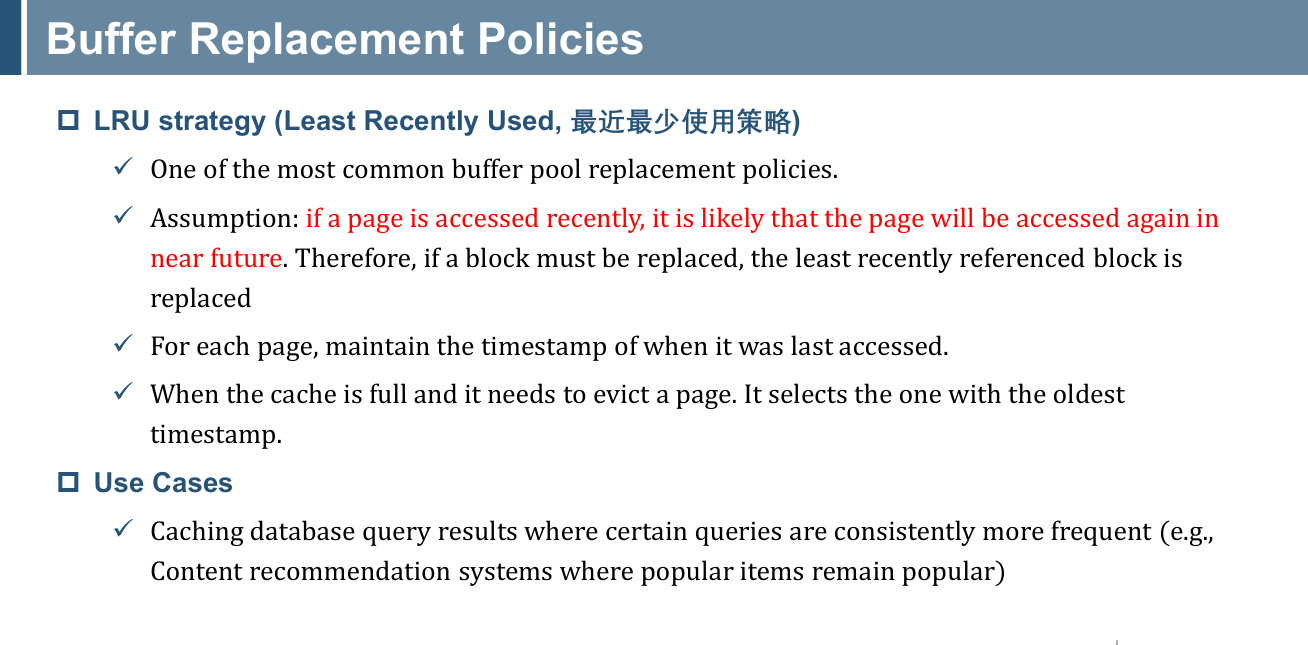 Buffer Replacement Policies
LRU strategy (Least Recently Used, 最近最少使用策略)
One of the most common buffer pool replacement policies.
Assumption: if a page is accessed recently, it is likely that the page will be accessed again in
near future. Therefore, if a block must be replaced, the least recently referenced block is
replaced
For each page, maintain the timestamp of when it was last accessed.
When the cache is full and it needs to evict a page. It selects the one with the oldest
timestamp.
Use Cases
Caching database query results where certain queries are consistently more frequent (e.g.,
Content recommendation systems where popular items remain popular)